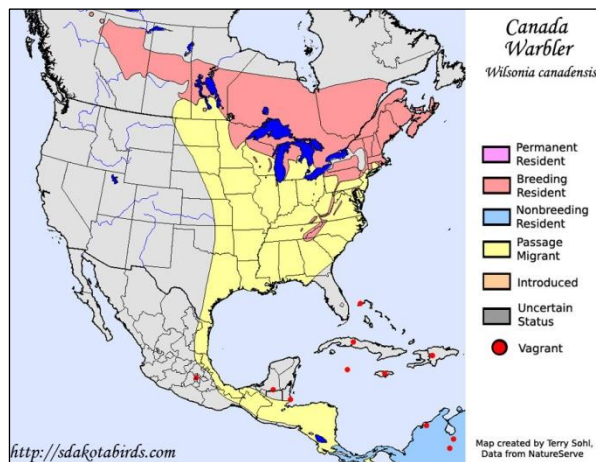 Canada
Warbler
Wilsonia canadensis
Permanent
Resident
Breeding
Resident
Nonbreeding
Resident
Passage
Migrant
Introduced
Uncertain
Status
Vagrant
http://sdakotabirds.com
Map created by Terry Sohl,
Data from NatureServe